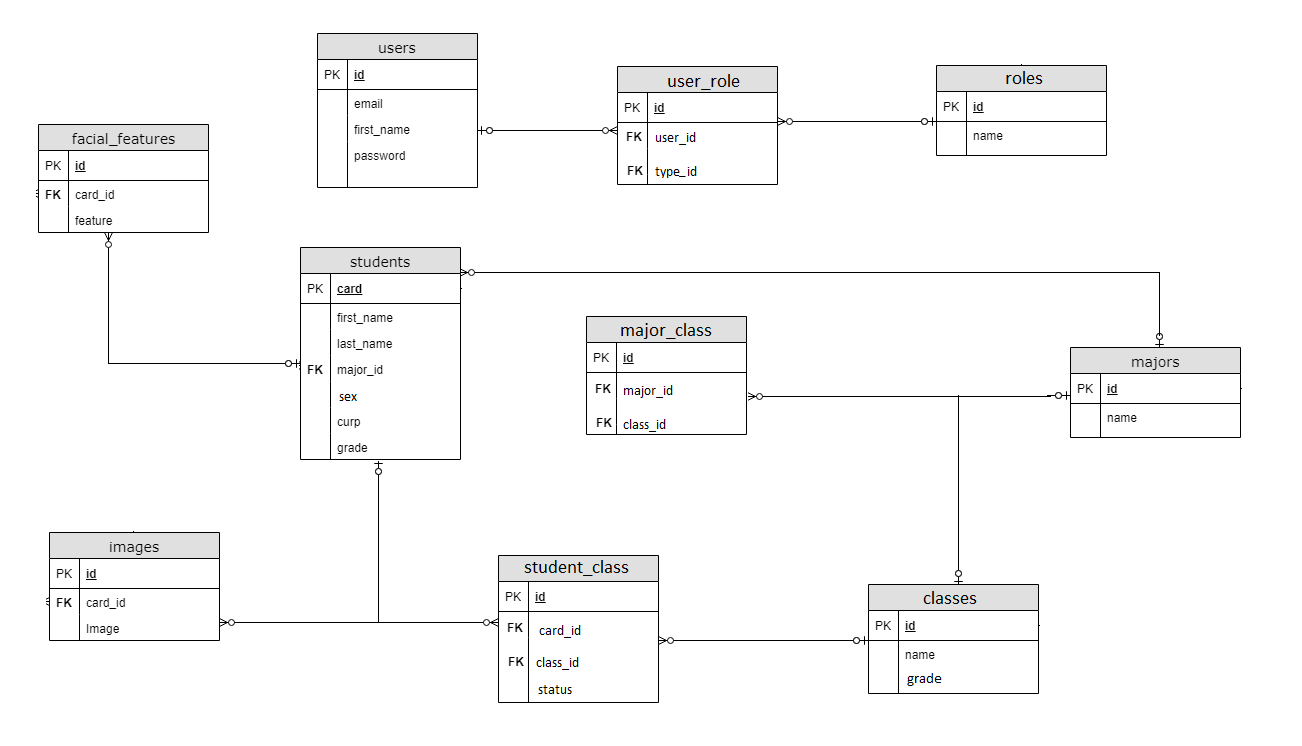 users
PK id
email
first_name
password
user_role
PK id
FK user_id
FK type_id
roles
PK id
name
facial_features
PK id
FK card_id
feature
students
PK card
first_name
last_name
FK major_id
sex
curp
grade
major_class
PK id
FK major_id
FK class_id
majors
PK id
name
images
PK id
FK card_id
Image
student_class
PK id
FK card_id
FK class_id
status
classes
PK id
name
grade